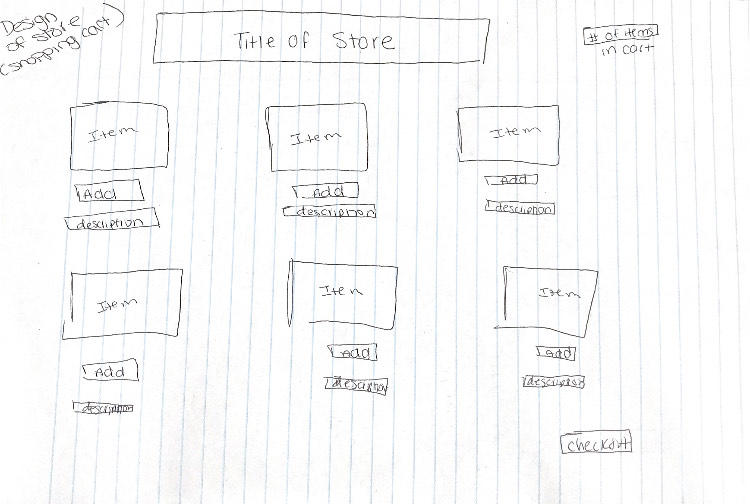 Design
of store
(shopping cart)
Title of Store
# of items
in cart
Item
Item
Item
Add
Add
Add
description
description
description
Item
Item
Item
Add
Add
Add
description
description
description
checkout